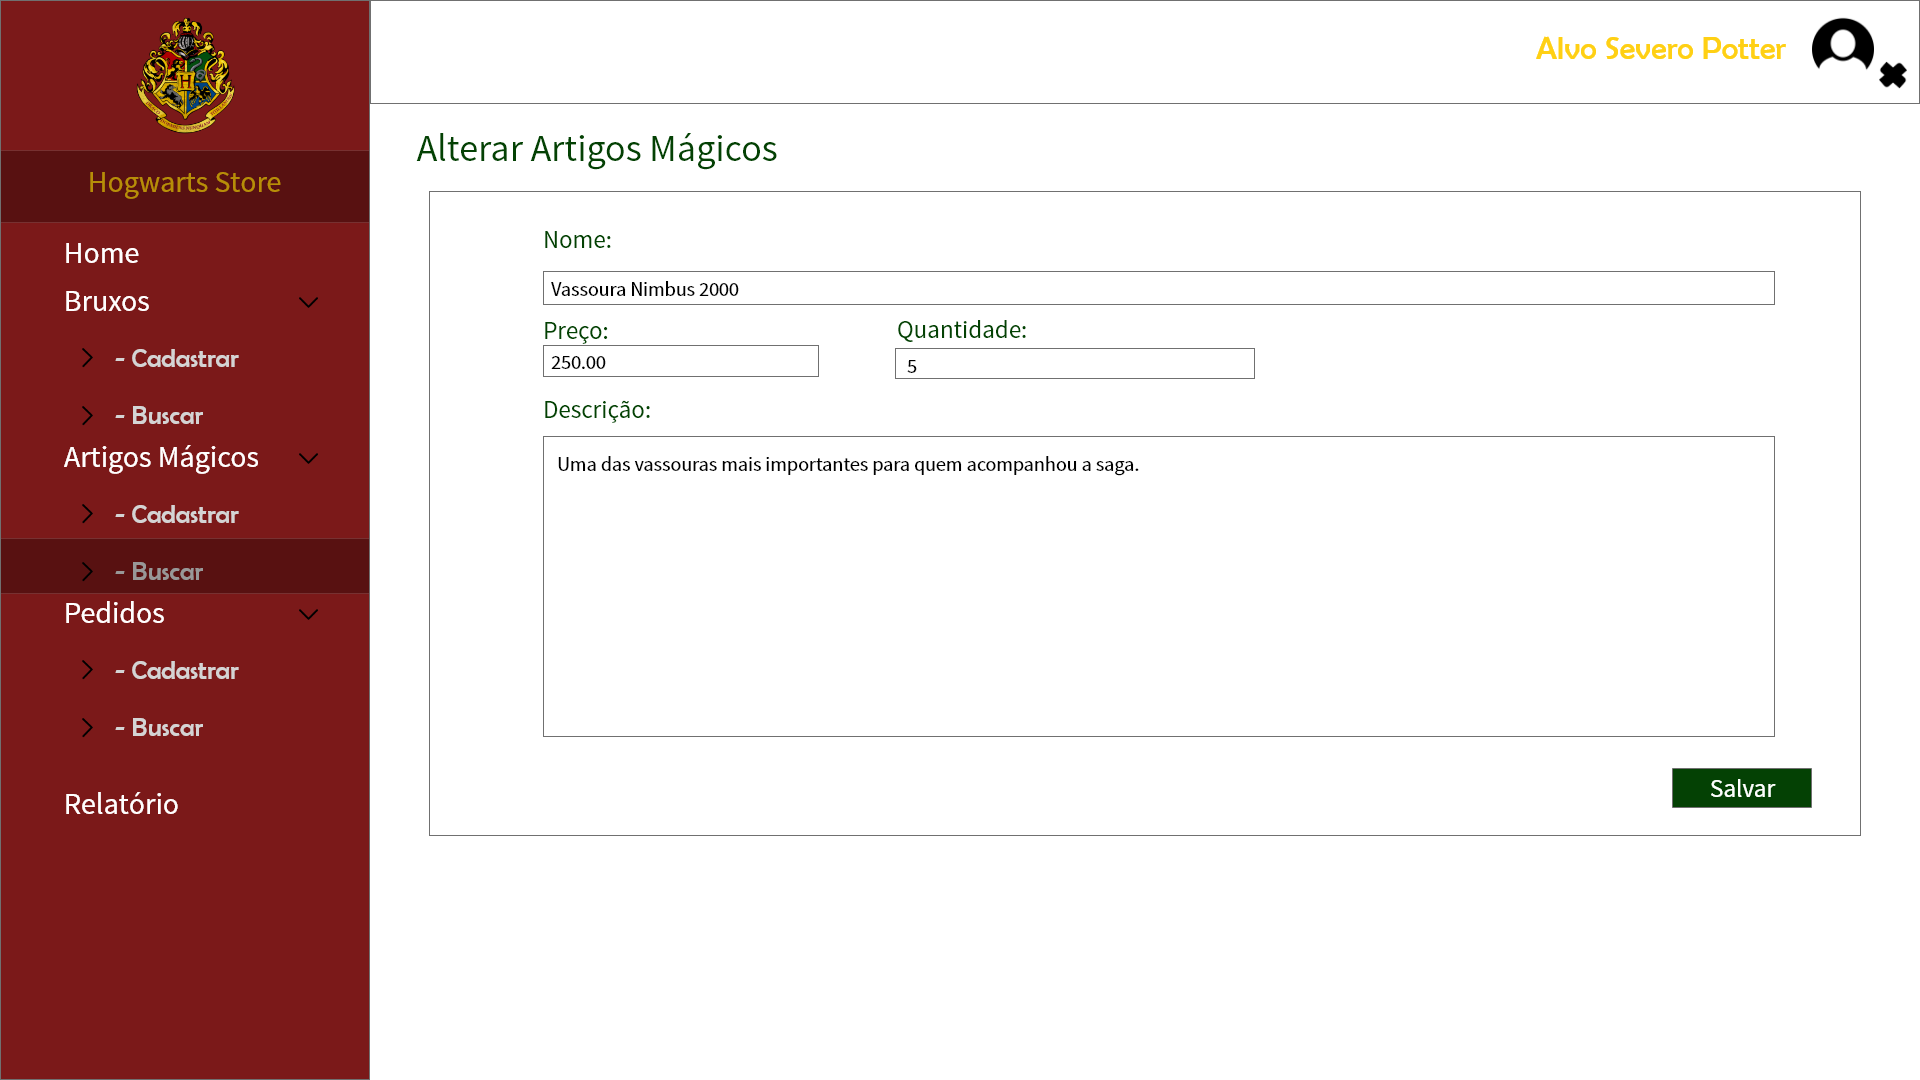 Alvo Severo Potter
Hogwarts Store
Home
Bruxos
- Cadastrar
- Buscar
Artigos Mágicos
- Cadastrar
- Buscar
Pedidos
- Cadastrar
- Buscar
Relatório
Alterar Artigos Mágicos
Nome:
Vassoura Nimbus 2000
Preço:
Quantidade:
250.00
5
Descrição:
Uma das vassouras mais importantes para quem acompanhou a saga.
Salvar